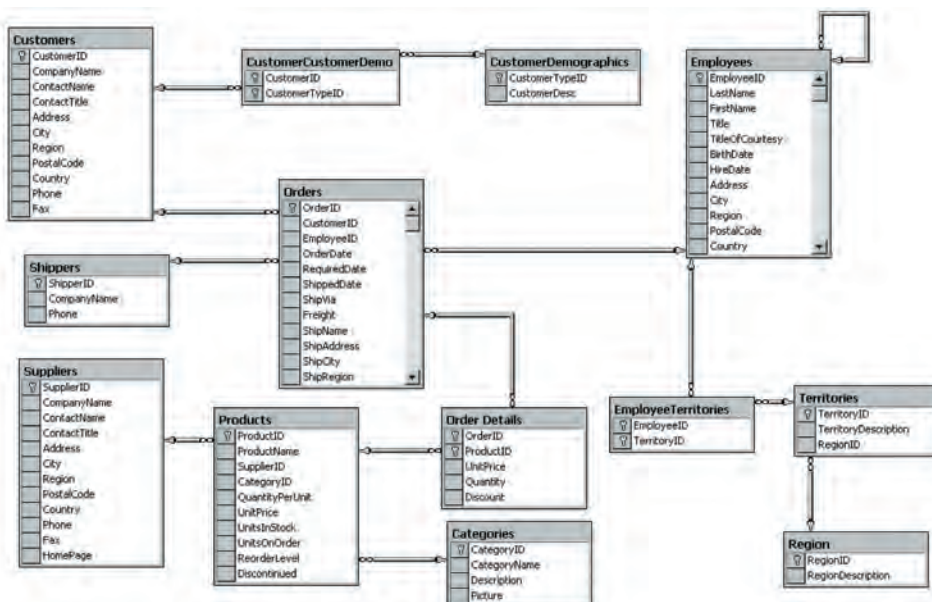 Customers
CustomerID
CompanyName
ContactName
ContactTitle
Address
City
Region
PostalCode
Country
Phone
Fax
CustomerCustomerDemo
CustomerID
CustomerTypeID
CustomerDemographics
CustomerTypeID
CustomerDesc
Employees
EmployeeID
LastName
FirstName
Title
TitleOfCourtesy
BirthDate
HireDate
Address
City
Region
PostalCode
Country
Orders
OrderID
CustomerID
EmployeeID
OrderDate
RequiredDate
ShippedDate
ShipVia
Freight
ShipName
ShipAddress
ShipCity
ShipRegion
Shippers
ShipperID
CompanyName
Phone
Suppliers
SupplierID
CompanyName
ContactName
ContactTitle
Address
City
Region
PostalCode
Country
Phone
Fax
HomePage
Products
ProductID
ProductName
SupplierID
CategoryID
QuantityPerUnit
UnitPrice
UnitsInStock
UnitsOnOrder
ReorderLevel
Discontinued
Order Details
OrderID
ProductID
UnitPrice
Quantity
Discount
Categories
CategoryID
CategoryName
Description
Picture
EmployeeTerritories
EmployeeID
TerritoryID
Territories
TerritoryID
TerritoryDescription
RegionID
Region
RegionID
RegionDescription